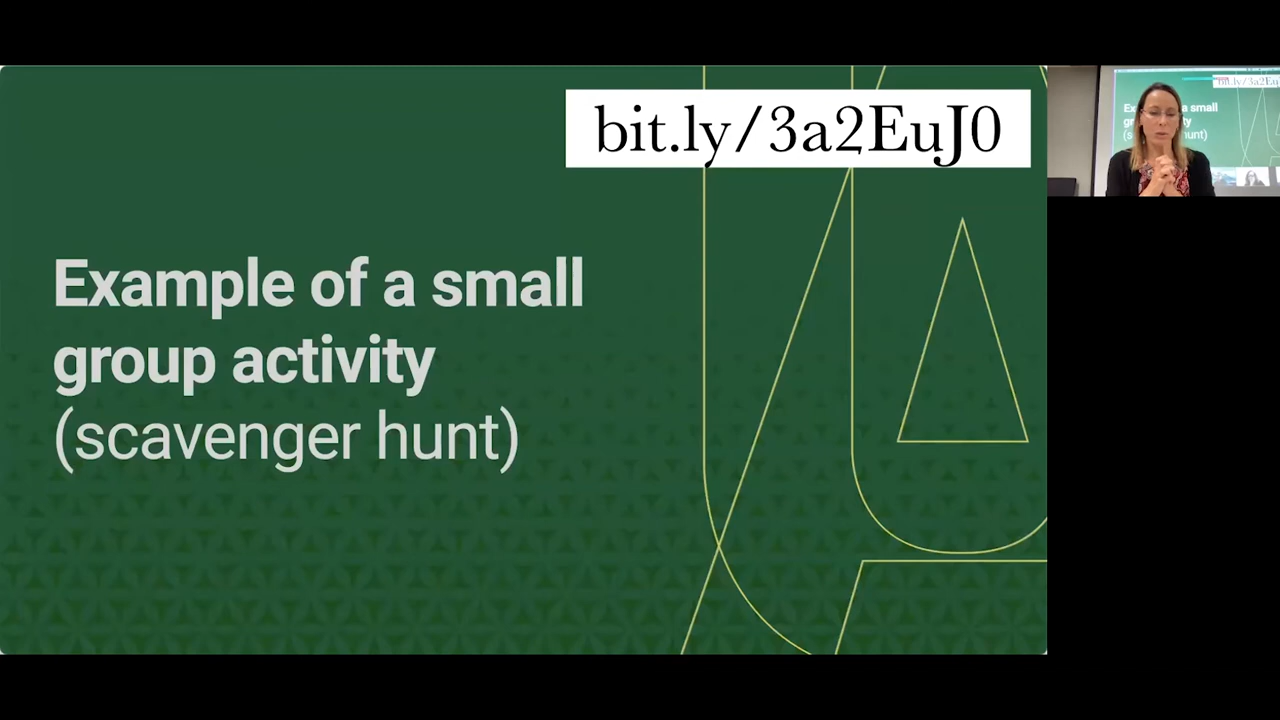 bit.ly/3a2EuJ0
Example of a small
group activity
(scavenger hunt)